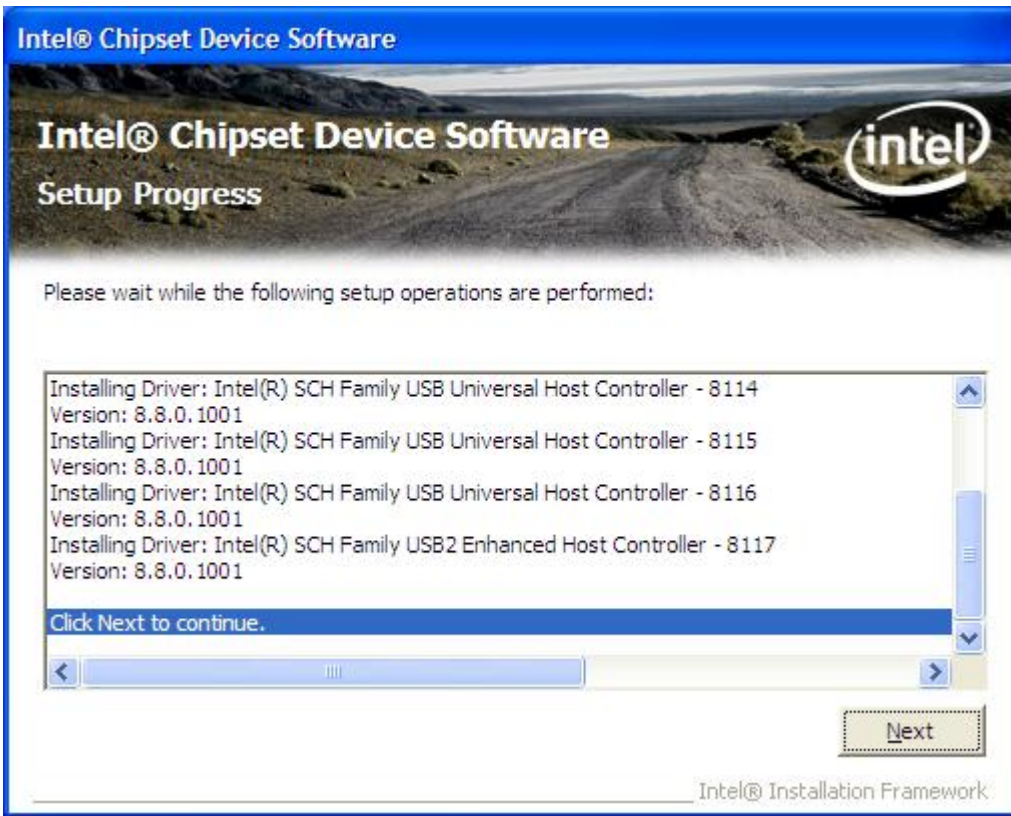 Intel® Chipset Device Software
Intel® Chipset Device Software
intel
Setup Progress
Please wait while the following setup operations are performed:
Installing Driver: Intel(R) SCH Family USB Universal Host Controller - 8114
Version: 8.8.0.1001
Installing Driver: Intel(R) SCH Family USB Universal Host Controller - 8115
Version: 8.8.0.1001
Installing Driver: Intel(R) SCH Family USB Universal Host Controller - 8116
Version: 8.8.0.1001
Installing Driver: Intel(R) SCH Family USB2 Enhanced Host Controller - 8117
Version: 8.8.0.1001
Click Next to continue.
Next
Intel® Installation Framework